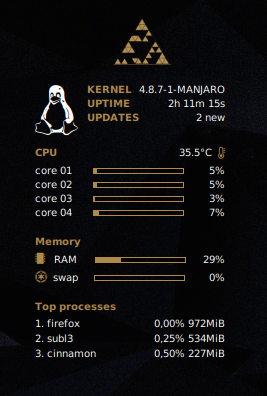 KERNEL 4.8.7-1-MANJARO
UPTIME 2h 11m 15s
UPDATES 2 new
CPU 35.5°C
core 01 5%
core 02 5%
core 03 3%
core 04 7%
Memory
RAM 29%
swap 0%
Top processes
1. firefox 0,00% 972MiB
2. subl3 0,25% 534MiB
3. cinnamon 0,50% 227MiB